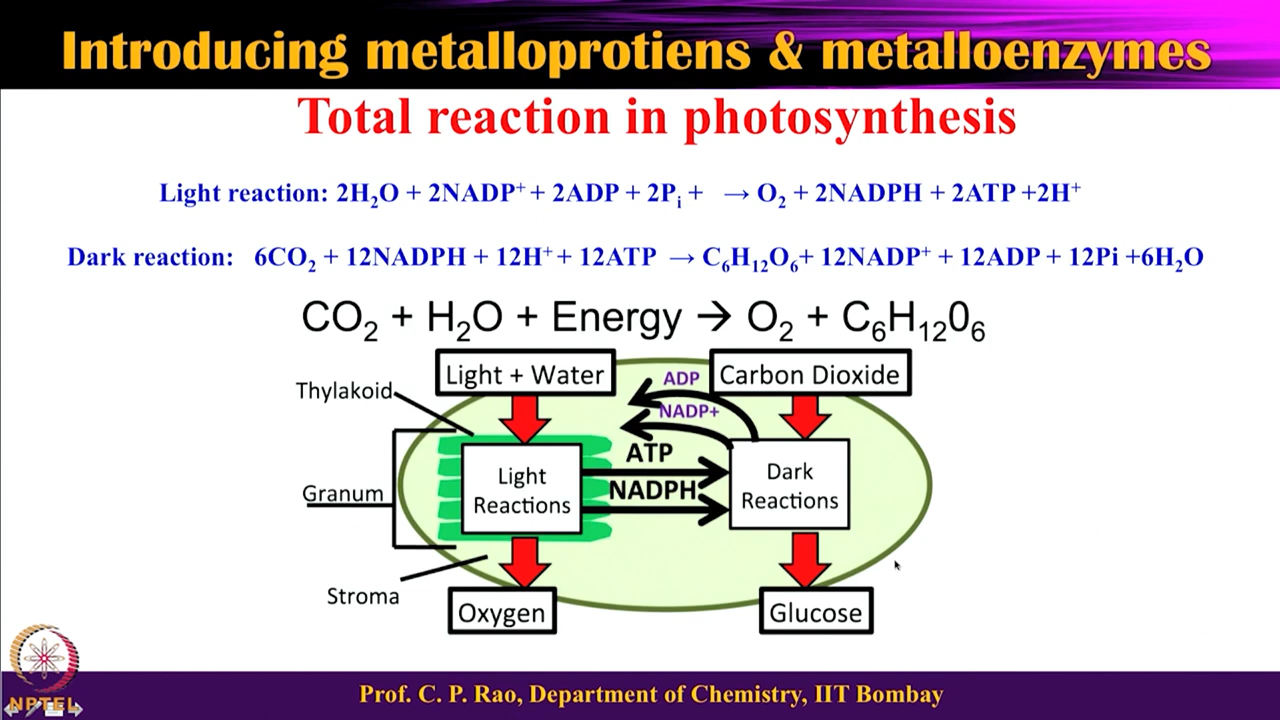 Introducing metalloprotiens & metalloenzymes
Total reaction in photosynthesis
Light reaction: 2H₂O + 2NADP⁺ + 2ADP + 2Pᵢ + → O₂ + 2NADPH + 2ATP +2H⁺
Dark reaction: 6CO₂ + 12NADPH + 12H⁺ + 12ATP → C₆H₁₂O₆+ 12NADP⁺ + 12ADP + 12Pi +6H₂O
CO₂ + H₂O + Energy → O₂ + C₆H₁₂0₆
Light + Water
ADP
Carbon Dioxide
Thylakoid
NADP+
ATP
Light
Reactions
Dark
Reactions
NADPH
Granum
Stroma
Oxygen
Glucose
NPTEL
Prof. C. P. Rao, Department of Chemistry, IIT Bombay